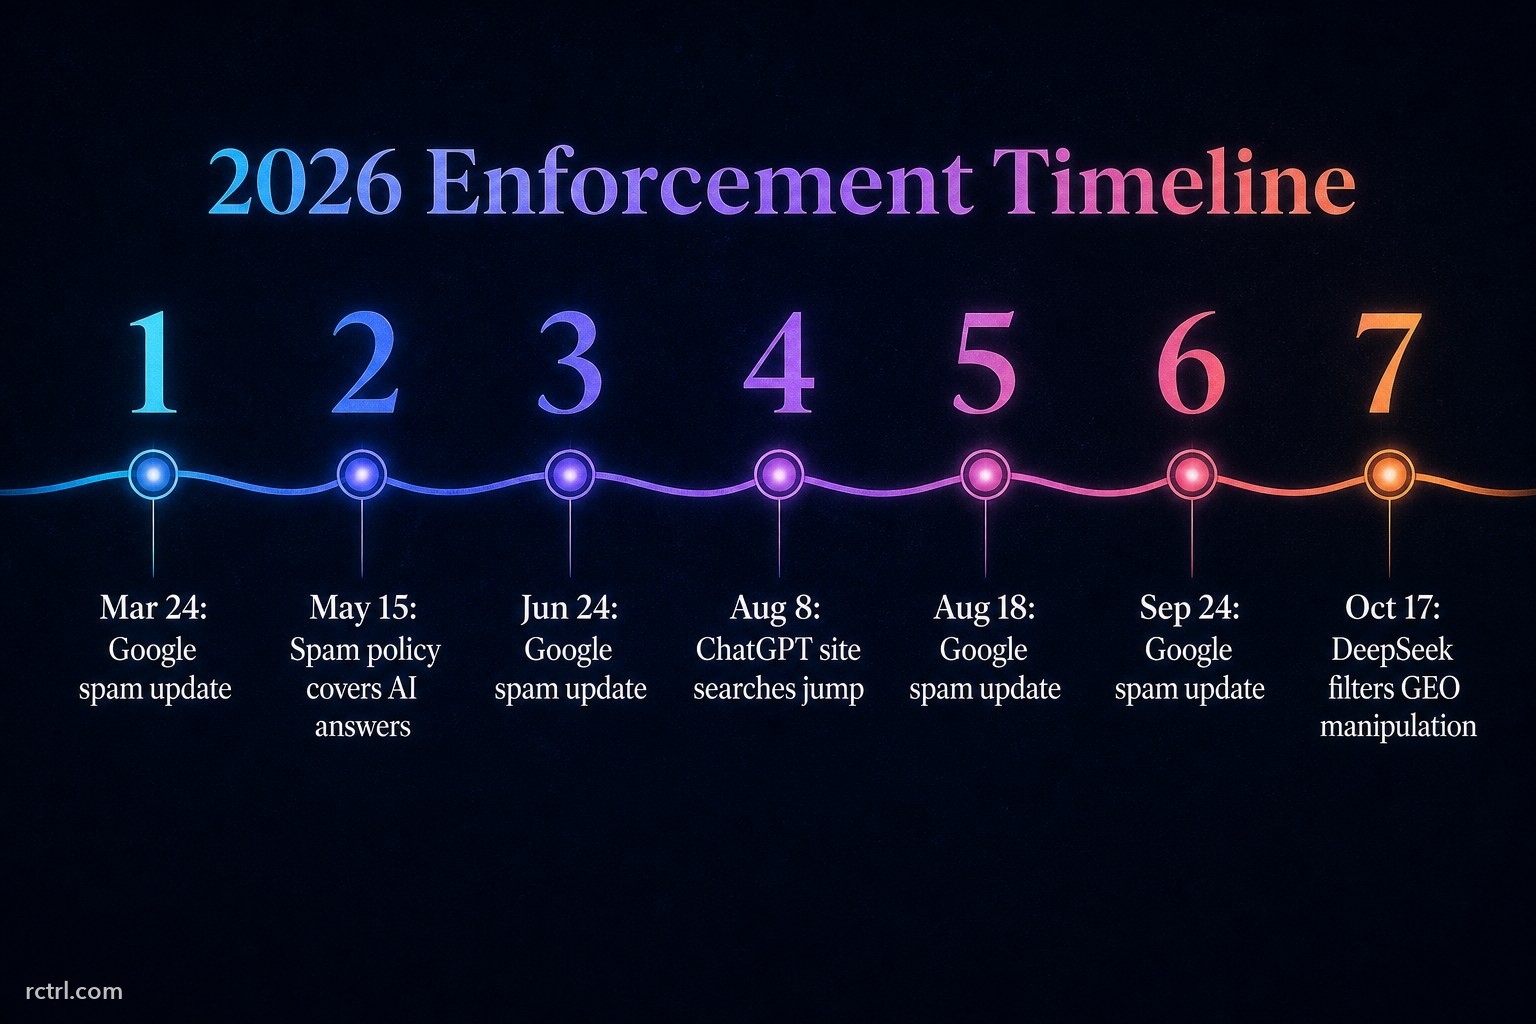 2026 Enforcement Timeline
1
2
3
4
5
6
7
Mar 24:
Google
spam update
May 15:
Spam policy
covers AI
answers
Jun 24:
Google
spam update
Aug 8:
ChatGPT site
searches jump
Aug 18:
Google
spam update
Sep 24:
Google
spam update
Oct 17:
DeepSeek
filters GEO
manipulation
rctrl.com